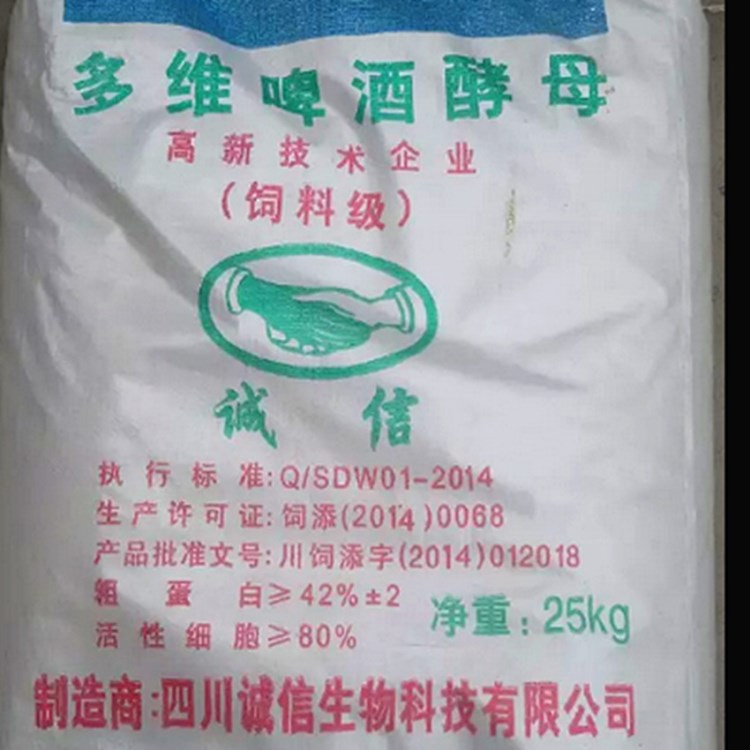 多维啤酒酵母
高新技术企业
(饲料级)
诚信
执行标准:Q/SDW01-2014
生产许可证:饲添(2014)0068
产品批准文号:川饲添字(2014)012018
粗蛋白≥42%±2
活性细胞≥80%
净重:25kg
制造商:四川诚信生物科技有限公司